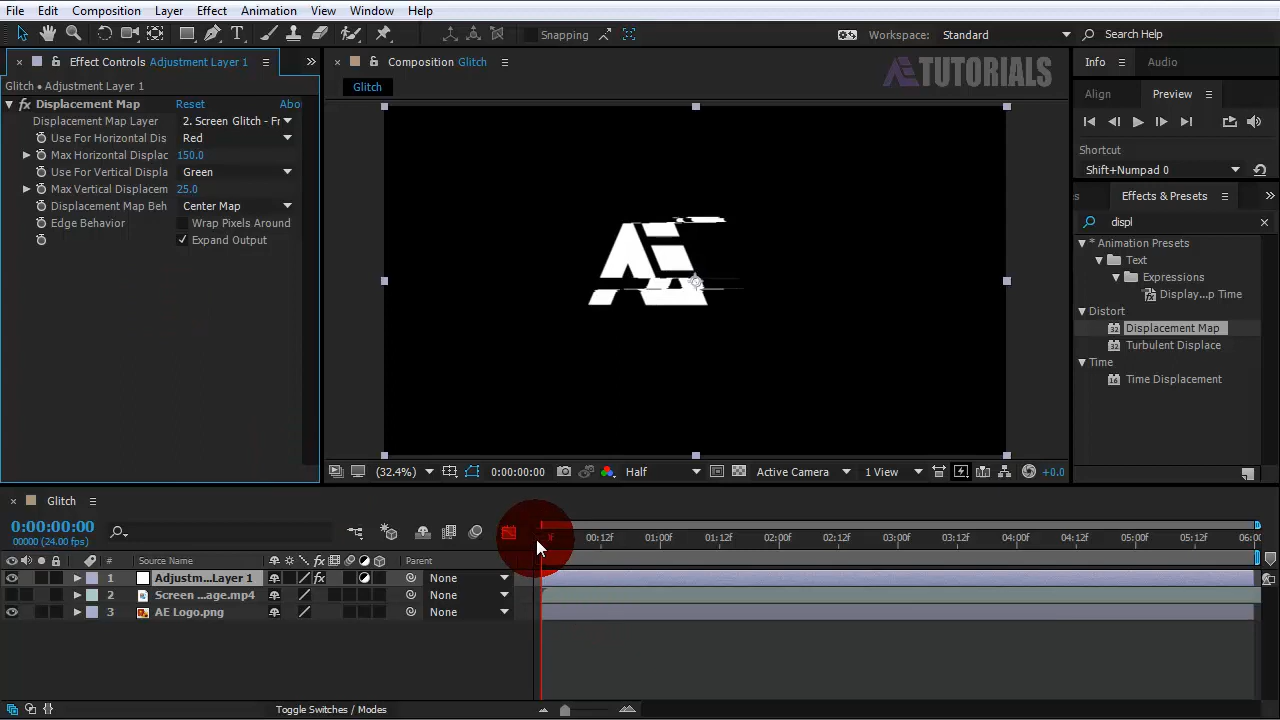 File Edit Composition Layer Effect Animation View Window Help
Snapping Workspace: Standard Search Help
Effect Controls Adjustment Layer 1
Composition Glitch
Info Audio
Glitch • Adjustment Layer 1
Glitch
AETUTORIALS
Align Preview
Displacement Map Reset Abo
Displacement Map Layer 2. Screen Glitch - Fr
Use For Horizontal Dis Red
Max Horizontal Displac 150.0
Use For Vertical Displa Green
Max Vertical Displacem 25.0
Displacement Map Beh Center Map
Edge Behavior Wrap Pixels Around
Expand Output
Shortcut
Shift+Numpad 0
s Effects & Presets
displ
* Animation Presets
Text
Expressions
Display...p Time
Distort
32 Displacement Map
32 Turbulent Displace
Time
16 Time Displacement
AE
(32.4%) 0:00:00:00 Half Active Camera 1 View +0.0
Glitch
0:00:00:00
00000 (24.00 fps)
00:12f 01:00f 01:12f 02:00f 02:12f 03:00f 03:12f 04:00f 04:12f 05:00f 05:12f 06:00
# Source Name Parent
1 Adjustm...Layer 1 None
2 Screen ...age.mp4 None
3 AE Logo.png None
Toggle Switches / Modes